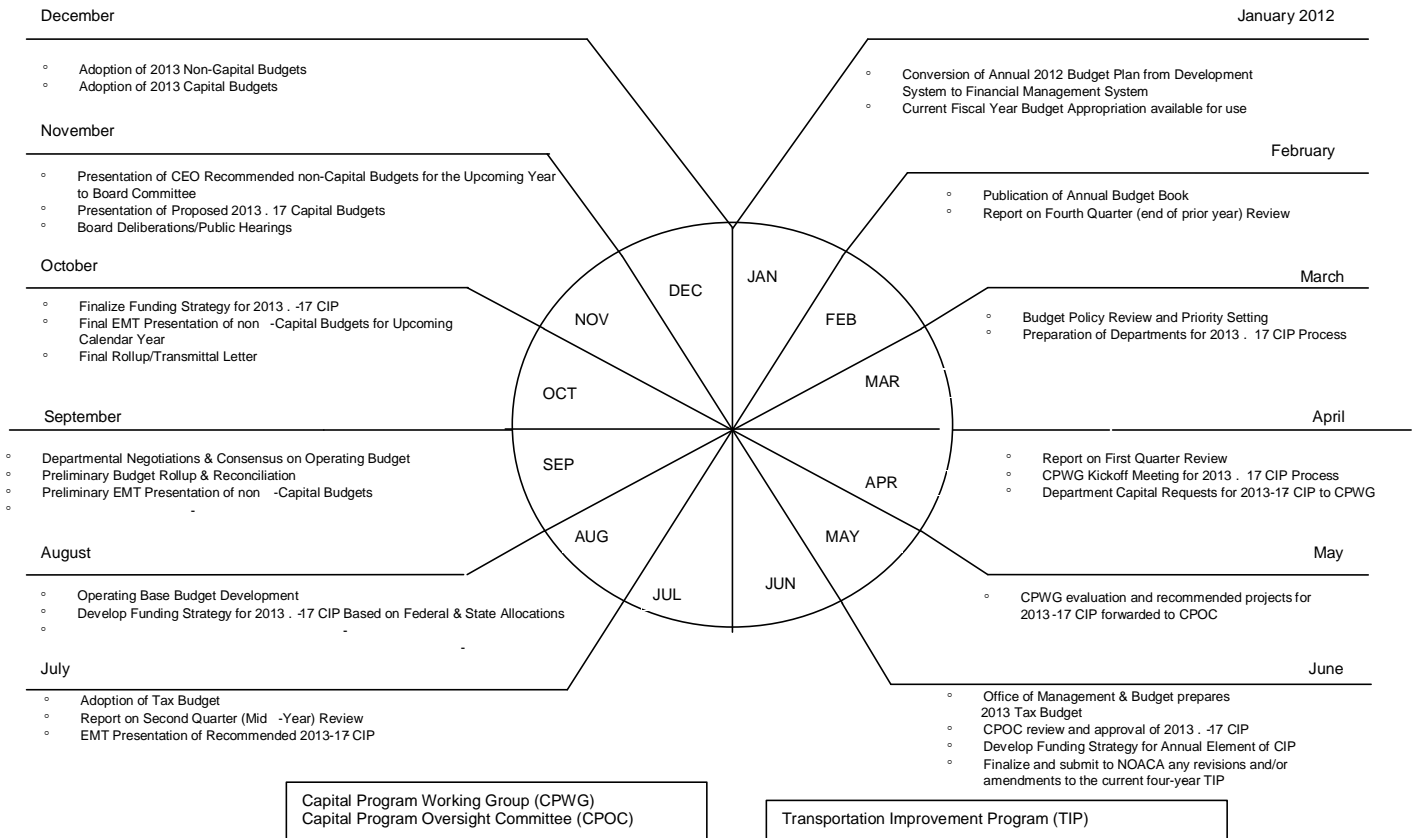 December
° Adoption of 2013 Non-Capital Budgets
° Adoption of 2013 Capital Budgets
November
° Presentation of CEO Recommended non-Capital Budgets for the Upcoming Year
to Board Committee
° Presentation of Proposed 2013 . 17 Capital Budgets
° Board Deliberations/Public Hearings
October
° Finalize Funding Strategy for 2013 . -17 CIP
° Final EMT Presentation of non -Capital Budgets for Upcoming
Calendar Year
° Final Rollup/Transmittal Letter
September
° Departmental Negotiations & Consensus on Operating Budget
° Preliminary Budget Rollup & Reconciliation
° Preliminary EMT Presentation of non -Capital Budgets
° -
August
° Operating Base Budget Development
° Develop Funding Strategy for 2013 . -17 CIP Based on Federal & State Allocations
° -
-
July
° Adoption of Tax Budget
° Report on Second Quarter (Mid -Year) Review
° EMT Presentation of Recommended 2013-17 CIP
DEC
JAN
NOV
FEB
OCT
MAR
SEP
APR
AUG
MAY
JUL
JUN
January 2012
° Conversion of Annual 2012 Budget Plan from Development
System to Financial Management System
° Current Fiscal Year Budget Appropriation available for use
February
° Publication of Annual Budget Book
° Report on Fourth Quarter (end of prior year) Review
March
° Budget Policy Review and Priority Setting
° Preparation of Departments for 2013 . 17 CIP Process
April
° Report on First Quarter Review
° CPWG Kickoff Meeting for 2013 . 17 CIP Process
° Department Capital Requests for 2013-17 CIP to CPWG
May
° CPWG evaluation and recommended projects for
2013-17 CIP forwarded to CPOC
June
° Office of Management & Budget prepares
2013 Tax Budget
° CPOC review and approval of 2013 . -17 CIP
° Develop Funding Strategy for Annual Element of CIP
° Finalize and submit to NOACA any revisions and/or
amendments to the current four-year TIP
Capital Program Working Group (CPWG)
Capital Program Oversight Committee (CPOC)
Transportation Improvement Program (TIP)